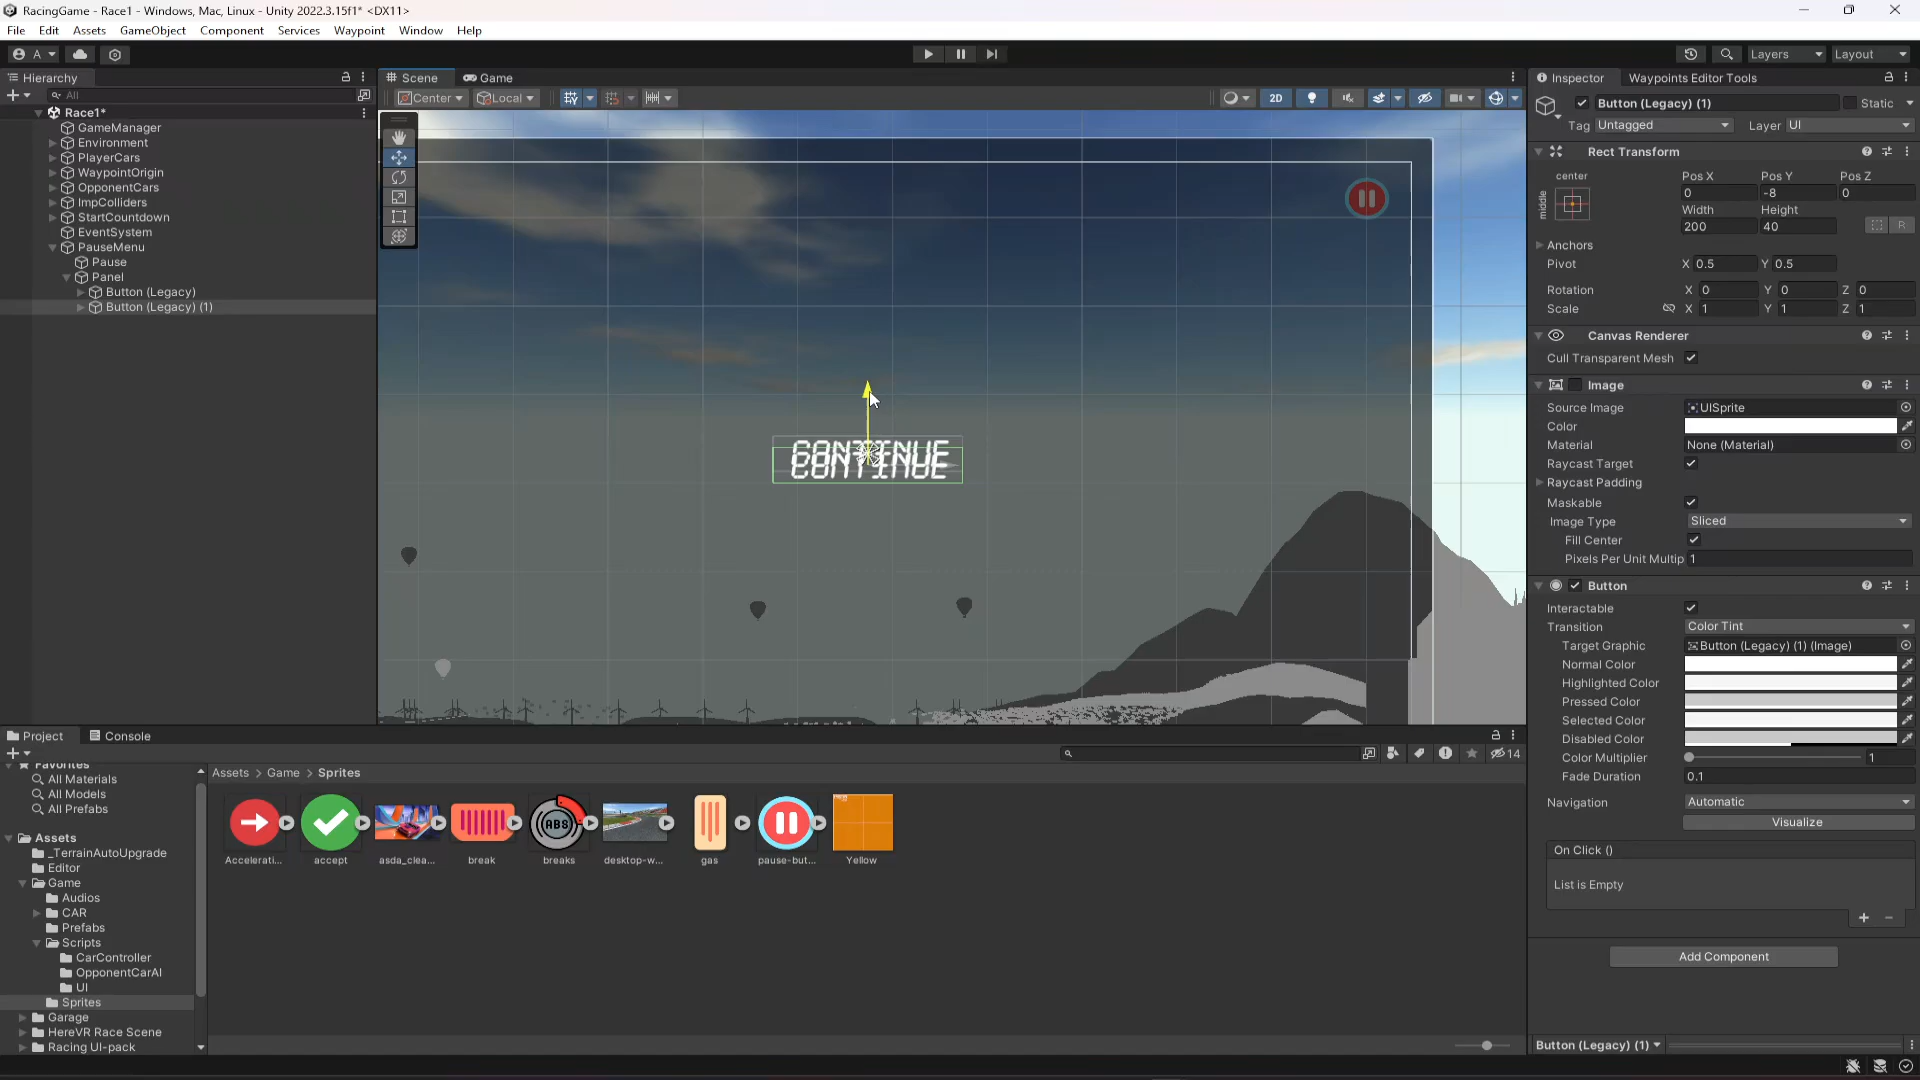 RacingGame - Race1 - Windows, Mac, Linux - Unity 2022.3.15f1* <DX11>
File Edit Assets GameObject Component Services Waypoint Window Help
A
Layers
Layout
Hierarchy
All
Race1*
GameManager
Environment
PlayerCars
WaypointOrigin
OpponentCars
ImpColliders
StartCountdown
EventSystem
PauseMenu
Pause
Panel
Button (Legacy)
Button (Legacy) (1)
Scene
Game
Center
Local
2D
CONTINUE
CONTINUE
Inspector
Waypoints Editor Tools
Button (Legacy) (1)
Static
Tag Untagged Layer UI
Rect Transform
center
middle
Pos X Pos Y Pos Z
0 -8 0
Width Height
200 40
R
Anchors
Pivot X 0.5 Y 0.5
Rotation X 0 Y 0 Z 0
Scale X 1 Y 1 Z 1
Canvas Renderer
Cull Transparent Mesh
Image
Source Image UISprite
Color
Material None (Material)
Raycast Target
Raycast Padding
Maskable
Image Type Sliced
Fill Center
Pixels Per Unit Multip 1
Button
Interactable
Transition Color Tint
Target Graphic Button (Legacy) (1) (Image)
Normal Color
Highlighted Color
Pressed Color
Selected Color
Disabled Color
Color Multiplier 1
Fade Duration 0.1
Navigation Automatic
Visualize
On Click ()
List is Empty
Add Component
Button (Legacy) (1)
Project
Console
14
Favorites
All Materials
All Models
All Prefabs
Assets
_TerrainAutoUpgrade
Editor
Game
Audios
CAR
Prefabs
Scripts
CarController
OpponentCarAI
UI
Sprites
Garage
HereVR Race Scene
Racing UI-pack
Assets > Game > Sprites
ABS
Accelerati...
accept
asda_clea...
break
breaks
desktop-w...
gas
pause-but...
Yellow